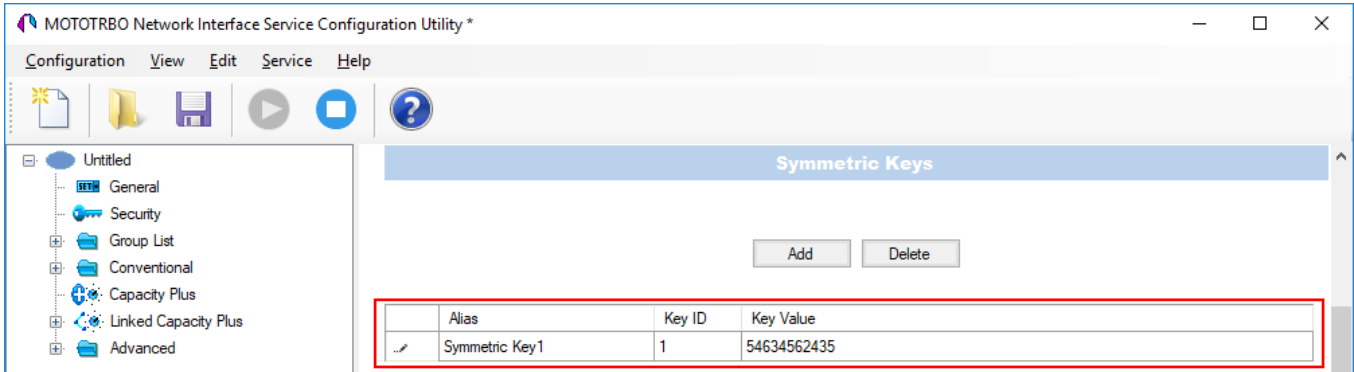 MOTOTRBO Network Interface Service Configuration Utility *
Configuration View Edit Service Help
Untitled
SET
General
Security
Group List
Conventional
Capacity Plus
Linked Capacity Plus
Advanced
Symmetric Keys
Add Delete
Alias Key ID Key Value
Symmetric Key1 1 54634562435